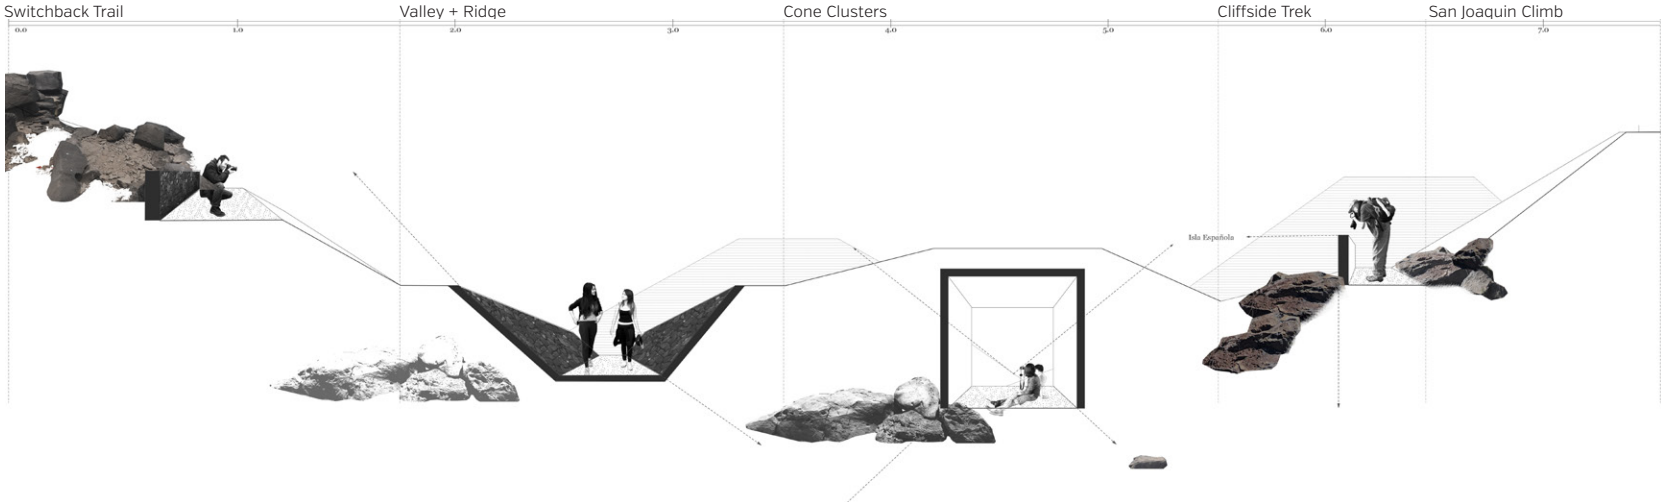 Switchback Trail Valley + Ridge Cone Clusters Cliffside Trek San Joaquin Climb
0.0 1.0 2.0 3.0 4.0 5.0 6.0 7.0
Isla Española